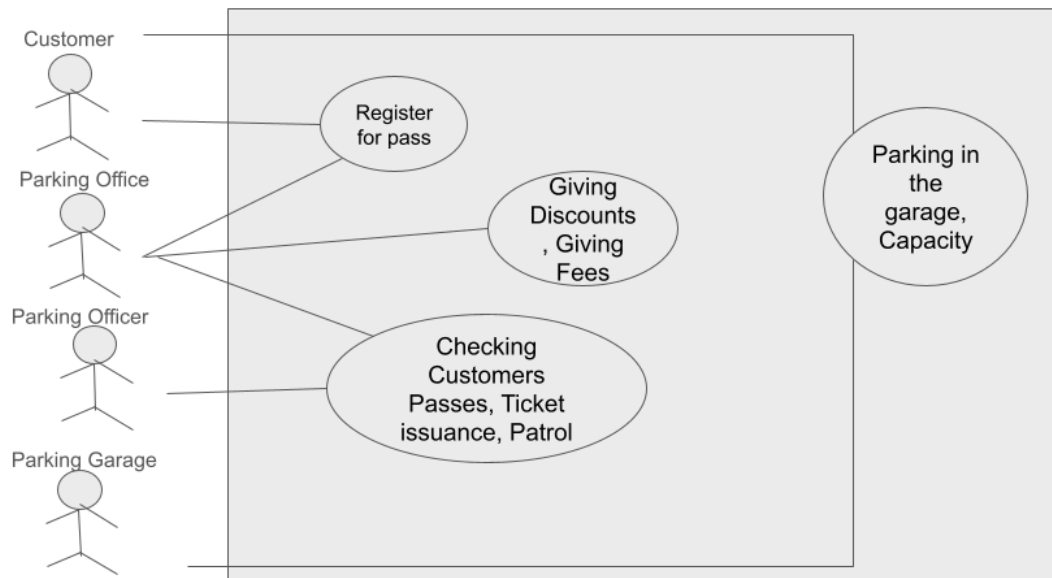 Customer
Register
for pass
Parking in
the
garage,
Capacity
Parking Office
Giving
Discounts
, Giving
Fees
Parking Officer
Checking
Customers
Passes, Ticket
issuance, Patrol
Parking Garage